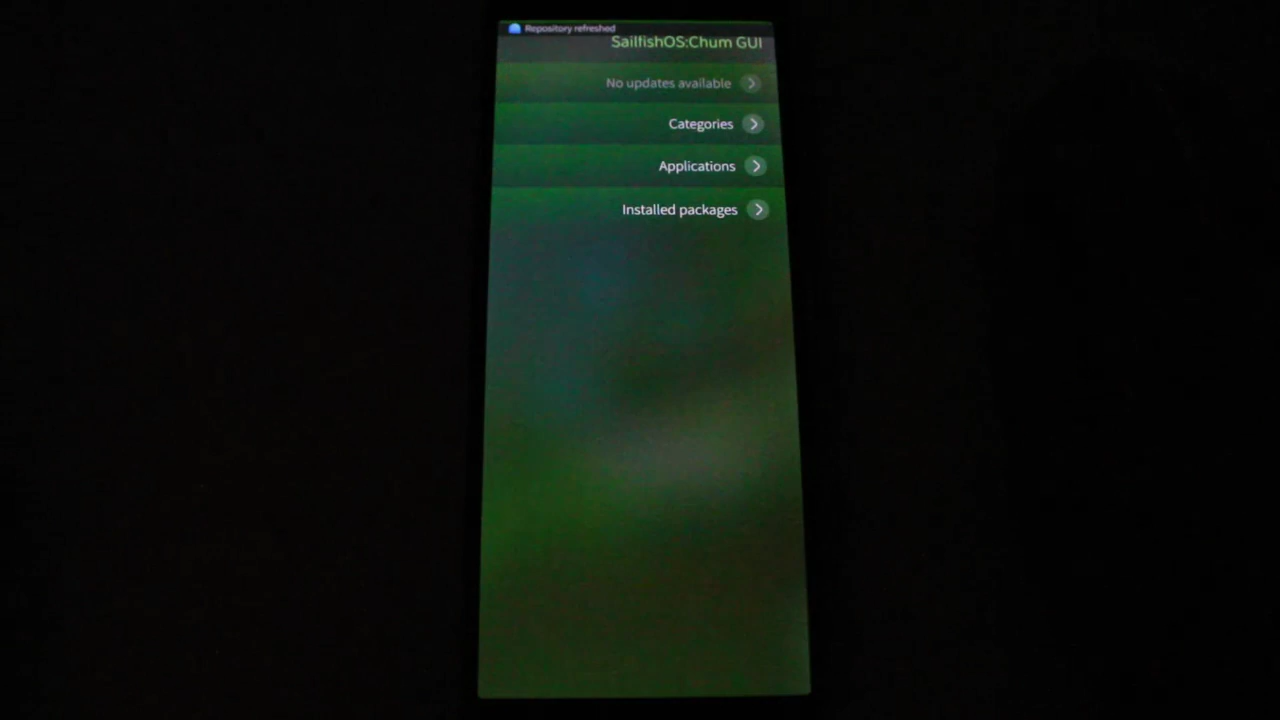 Repository refreshed
SailfishOS:Chum GUI
No updates available
Categories
Applications
Installed packages